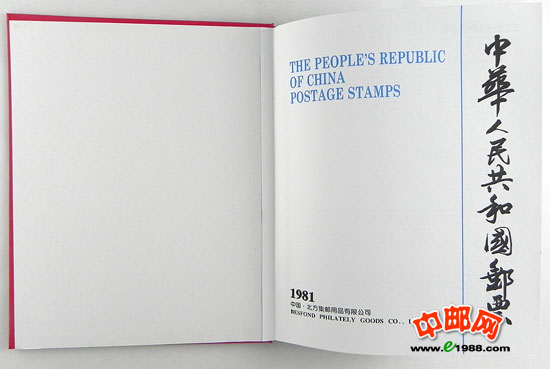 THE PEOPLE'S REPUBLIC
OF CHINA
POSTAGE STAMPS
中華人民共和國郵票
1981
中国·北方集邮用品有限公司
BESFOND PHILATELY GOODS CO.,
中邮网
www.e1988.com